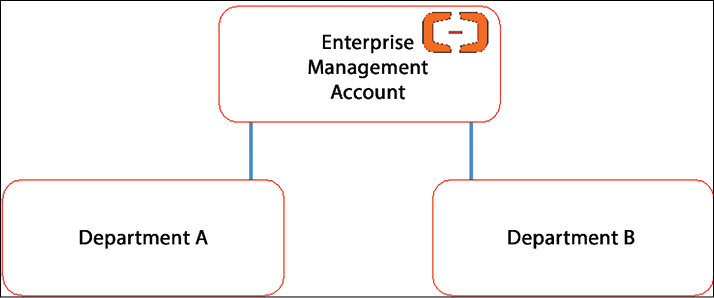 Enterprise
Management
Account
Department A
Department B